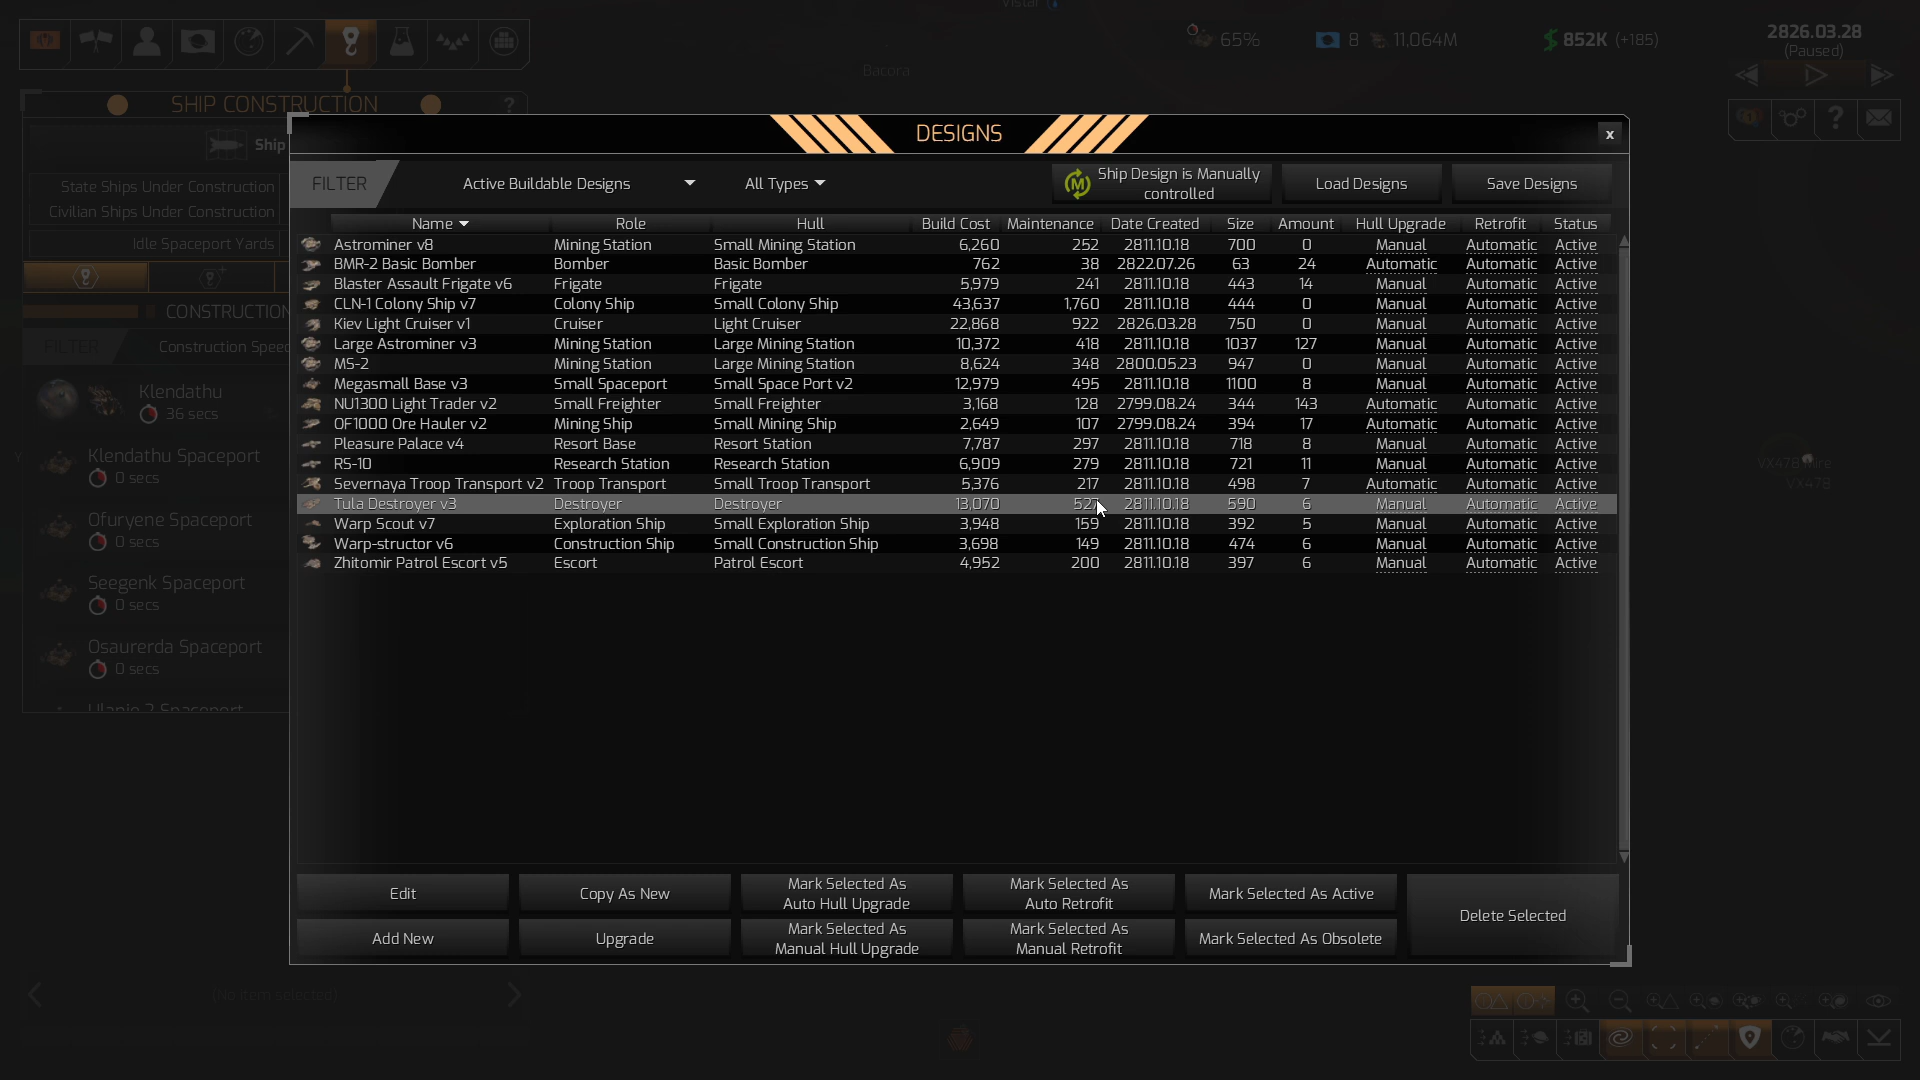 Vistar
65%
8
11,064M
852K (+185)
2826.03.28
(Paused)
Bacora
SHIP CONSTRUCTION
?
Ship
State Ships Under Construction
Civilian Ships Under Construction
Idle Spaceport Yards
CONSTRUCTION
FILTER
Construction Speed
Klendathu
36 secs
Klendathu Spaceport
0 secs
Ofuryene Spaceport
0 secs
Seegenk Spaceport
0 secs
Osaurerda Spaceport
0 secs
Ulanie 2 Spaceport
DESIGNS
x
FILTER
Active Buildable Designs
All Types
M
Ship Design is Manually
controlled
Load Designs
Save Designs
Name Role Hull Build Cost Maintenance Date Created Size Amount Hull Upgrade Retrofit Status
Astrominer v8 Mining Station Small Mining Station 6,260 252 2811.10.18 700 0 Manual Automatic Active
BMR-2 Basic Bomber Bomber Basic Bomber 762 38 2822.07.26 63 24 Automatic Automatic Active
Blaster Assault Frigate v6 Frigate Frigate 5,979 241 2811.10.18 443 14 Manual Automatic Active
CLN-1 Colony Ship v7 Colony Ship Small Colony Ship 43,637 1,760 2811.10.18 444 0 Manual Automatic Active
Kiev Light Cruiser v1 Cruiser Light Cruiser 22,868 922 2826.03.28 750 0 Manual Automatic Active
Large Astrominer v3 Mining Station Large Mining Station 10,372 418 2811.10.18 1037 127 Manual Automatic Active
MS-2 Mining Station Large Mining Station 8,624 348 2800.05.23 947 0 Manual Automatic Active
Megasmall Base v3 Small Spaceport Small Space Port v2 12,979 495 2811.10.18 1100 8 Manual Automatic Active
NU1300 Light Trader v2 Small Freighter Small Freighter 3,168 128 2799.08.24 344 143 Automatic Automatic Active
OF1000 Ore Hauler v2 Mining Ship Small Mining Ship 2,649 107 2799.08.24 394 17 Automatic Automatic Active
Pleasure Palace v4 Resort Base Resort Station 7,787 297 2811.10.18 718 8 Manual Automatic Active
RS-10 Research Station Research Station 6,909 279 2811.10.18 721 11 Manual Automatic Active
Severnaya Troop Transport v2 Troop Transport Small Troop Transport 5,376 217 2811.10.18 498 7 Automatic Automatic Active
Tula Destroyer v3 Destroyer Destroyer 13,070 527 2811.10.18 590 6 Manual Automatic Active
Warp Scout v7 Exploration Ship Small Exploration Ship 3,948 159 2811.10.18 392 5 Manual Automatic Active
Warp-structor v6 Construction Ship Small Construction Ship 3,698 149 2811.10.18 474 6 Manual Automatic Active
Zhitomir Patrol Escort v5 Escort Patrol Escort 4,952 200 2811.10.18 397 6 Manual Automatic Active
Edit
Copy As New
Mark Selected As
Auto Hull Upgrade
Mark Selected As
Auto Retrofit
Mark Selected As Active
Delete Selected
Add New
Upgrade
Mark Selected As
Manual Hull Upgrade
Mark Selected As
Manual Retrofit
Mark Selected As Obsolete
(No item selected)
VX478